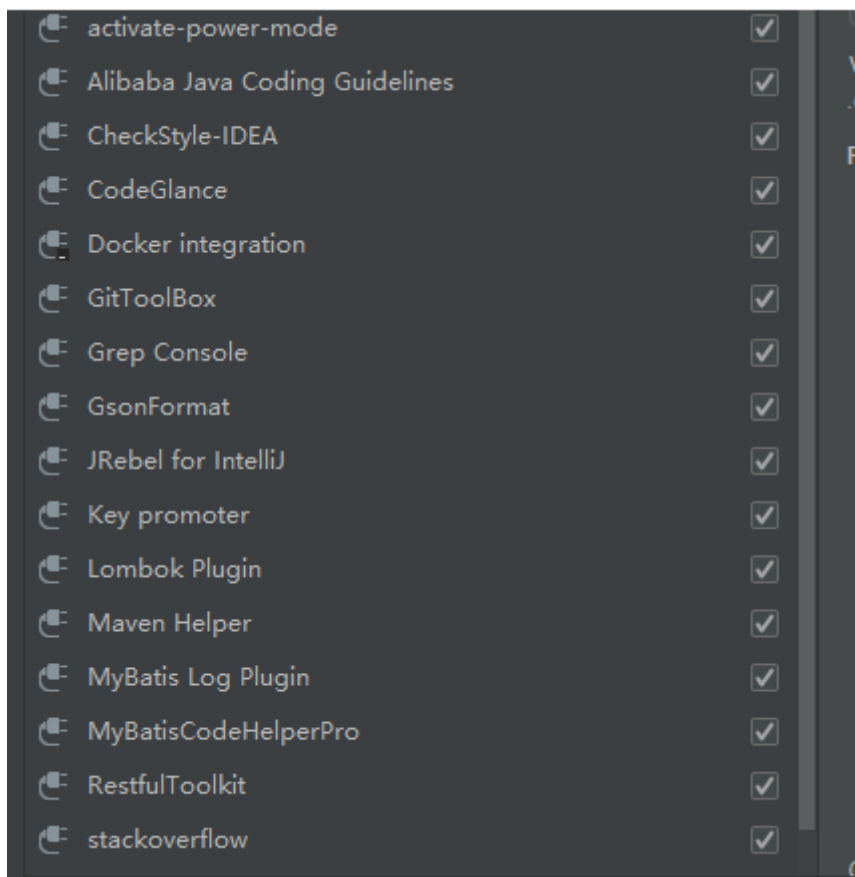 activate-power-mode
Alibaba Java Coding Guidelines
CheckStyle-IDEA
CodeGlance
Docker integration
GitToolBox
Grep Console
GsonFormat
JRebel for IntelliJ
Key promoter
Lombok Plugin
Maven Helper
MyBatis Log Plugin
MyBatisCodeHelperPro
RestfulToolkit
stackoverflow